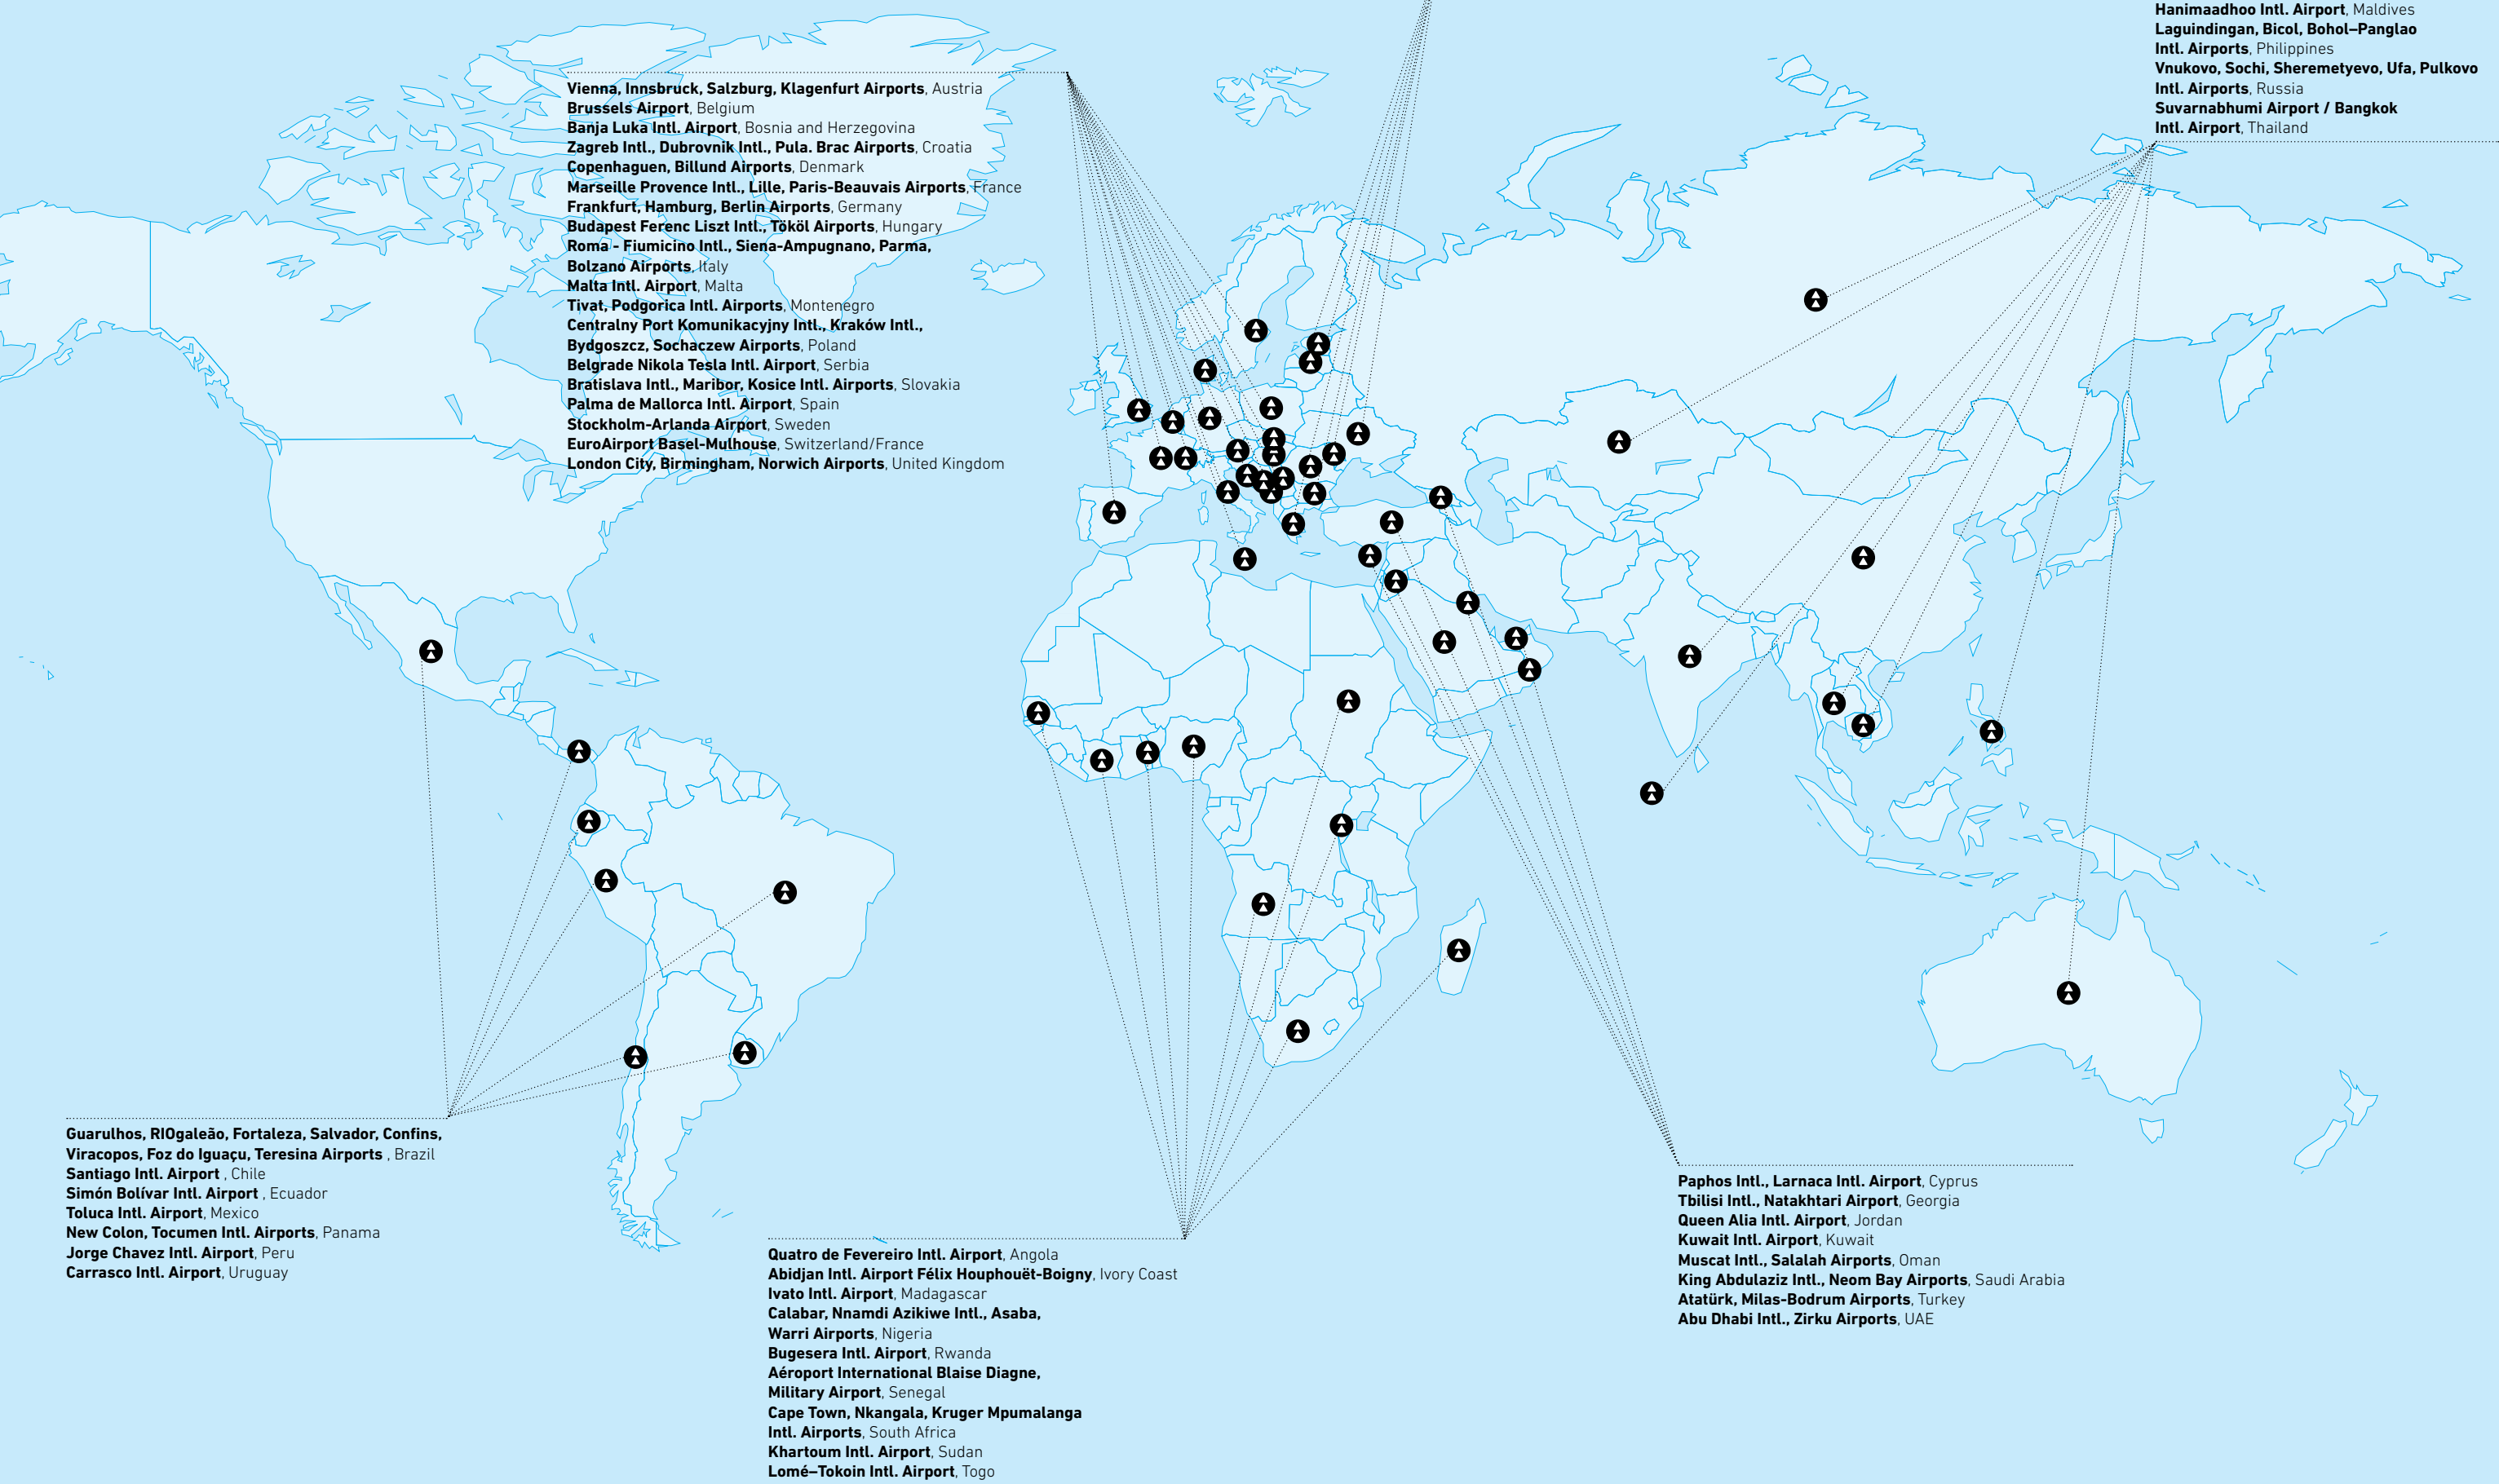 Hanimaadhoo Intl. Airport, Maldives
Laguindingan, Bicol, Bohol–Panglao
Intl. Airports, Philippines
Vnukovo, Sochi, Sheremetyevo, Ufa, Pulkovo
Intl. Airports, Russia
Suvarnabhumi Airport / Bangkok
Intl. Airport, Thailand
Vienna, Innsbruck, Salzburg, Klagenfurt Airports, Austria
Brussels Airport, Belgium
Banja Luka Intl. Airport, Bosnia and Herzegovina
Zagreb Intl., Dubrovnik Intl., Pula. Brac Airports, Croatia
Copenhaguen, Billund Airports, Denmark
Marseille Provence Intl., Lille, Paris-Beauvais Airports, France
Frankfurt, Hamburg, Berlin Airports, Germany
Budapest Ferenc Liszt Intl., Tököl Airports, Hungary
Roma - Fiumicino Intl., Siena-Ampugnano, Parma,
Bolzano Airports, Italy
Malta Intl. Airport, Malta
Tivat, Podgorica Intl. Airports, Montenegro
Centralny Port Komunikacyjny Intl., Kraków Intl.,
Bydgoszcz, Sochaczew Airports, Poland
Belgrade Nikola Tesla Intl. Airport, Serbia
Bratislava Intl., Maribor, Kosice Intl. Airports, Slovakia
Palma de Mallorca Intl. Airport, Spain
Stockholm-Arlanda Airport, Sweden
EuroAirport Basel-Mulhouse, Switzerland/France
London City, Birmingham, Norwich Airports, United Kingdom
Guarulhos, RIOgaleão, Fortaleza, Salvador, Confins,
Viracopos, Foz do Iguaçu, Teresina Airports , Brazil
Santiago Intl. Airport , Chile
Simón Bolívar Intl. Airport , Ecuador
Toluca Intl. Airport, Mexico
New Colon, Tocumen Intl. Airports, Panama
Jorge Chavez Intl. Airport, Peru
Carrasco Intl. Airport, Uruguay
Quatro de Fevereiro Intl. Airport, Angola
Abidjan Intl. Airport Félix Houphouët-Boigny, Ivory Coast
Ivato Intl. Airport, Madagascar
Calabar, Nnamdi Azikiwe Intl., Asaba,
Warri Airports, Nigeria
Bugesera Intl. Airport, Rwanda
Aéroport International Blaise Diagne,
Military Airport, Senegal
Cape Town, Nkangala, Kruger Mpumalanga
Intl. Airports, South Africa
Khartoum Intl. Airport, Sudan
Lomé–Tokoin Intl. Airport, Togo
Paphos Intl., Larnaca Intl. Airport, Cyprus
Tbilisi Intl., Natakhtari Airport, Georgia
Queen Alia Intl. Airport, Jordan
Kuwait Intl. Airport, Kuwait
Muscat Intl., Salalah Airports, Oman
King Abdulaziz Intl., Neom Bay Airports, Saudi Arabia
Atatürk, Milas-Bodrum Airports, Turkey
Abu Dhabi Intl., Zirku Airports, UAE